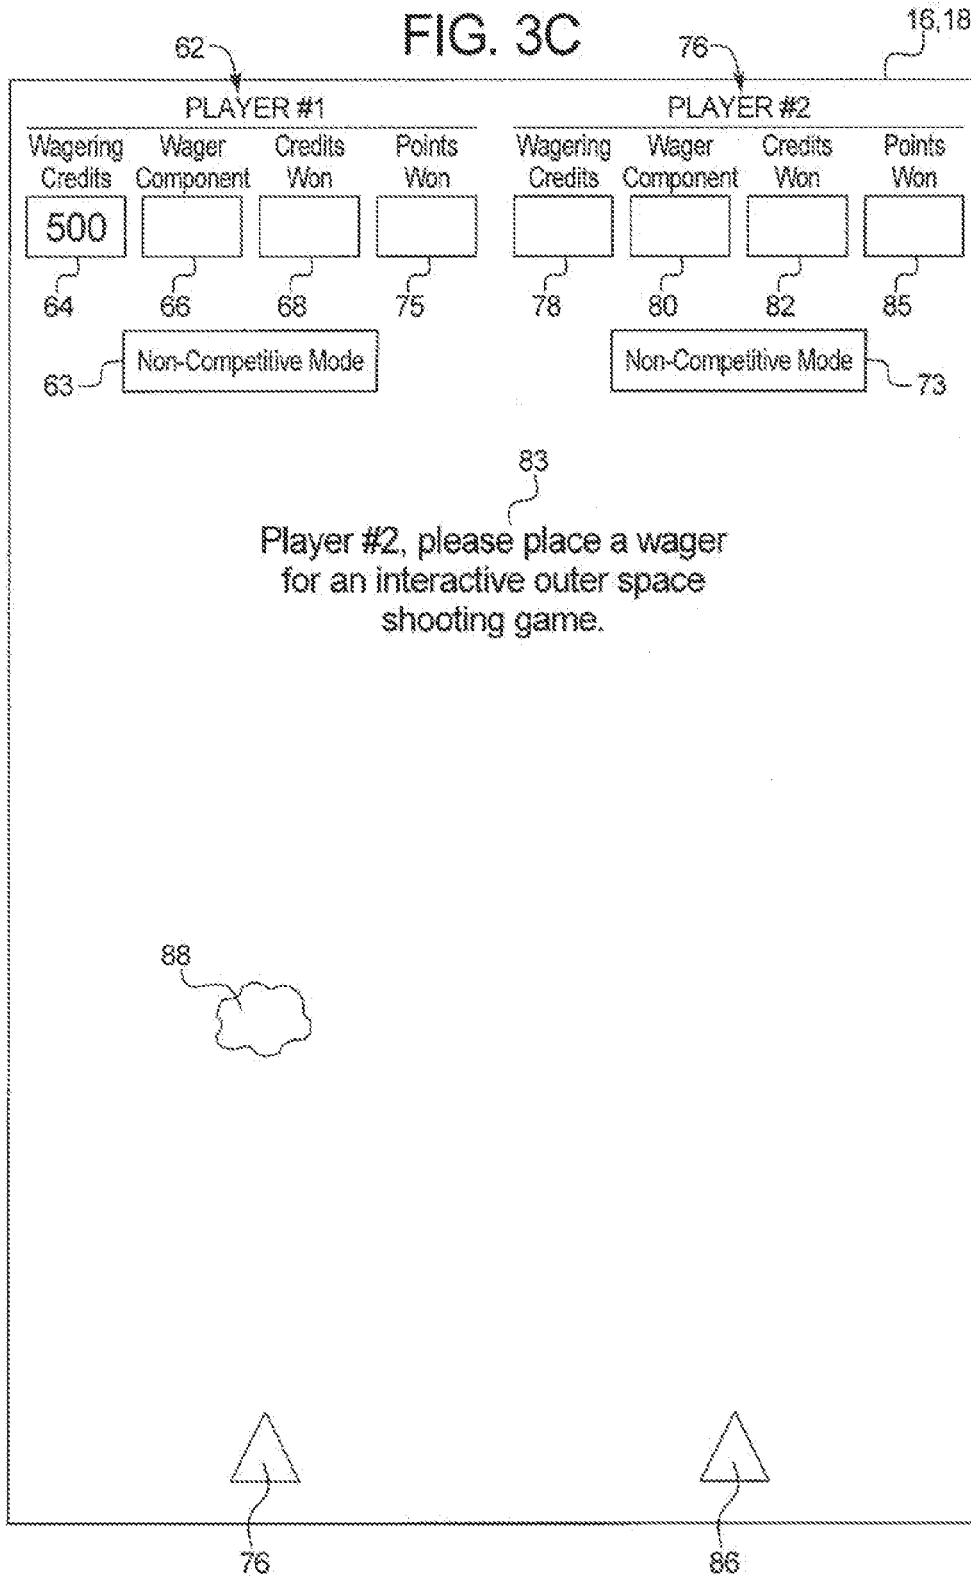 FIG. 3C
16,18
62
76
PLAYER #1
PLAYER #2
Wagering Credits
Wager Component
Credits Won
Points Won
Wagering Credits
Wager Component
Credits Won
Points Won
500
64
66
68
75
78
80
82
85
Non-Competitive Mode
Non-Competitive Mode
63
73
83
Player #2, please place a wager
for an interactive outer space
shooting game.
88
76
86